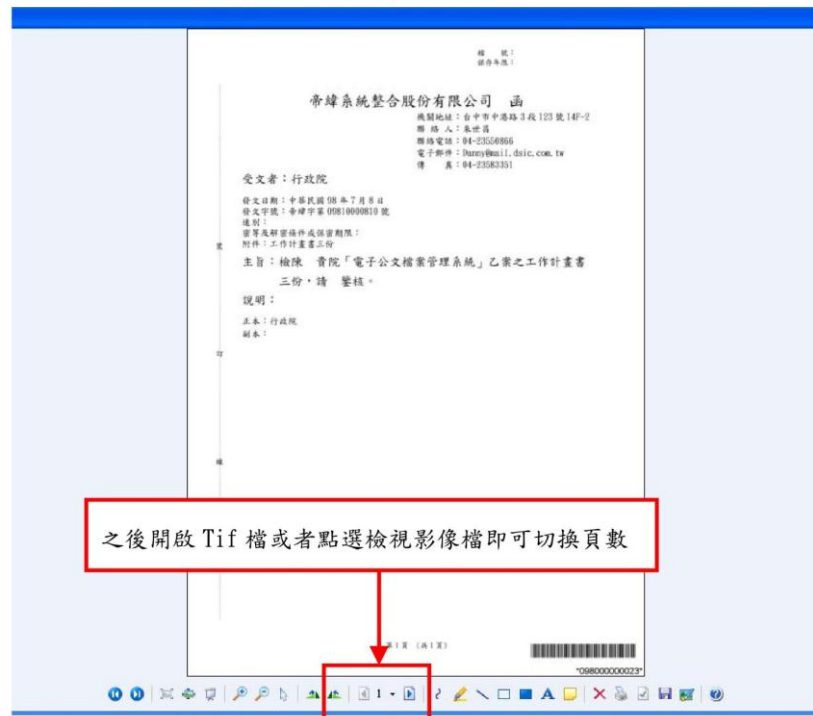 檔　號：
保存年限：
帝緯系統整合股份有限公司　函
機關地址：台中市中港路3段123號14F-2
聯 絡 人：朱世昌
聯絡電話：04-23550866
電子郵件：Danny@mail.dsic.com.tw
傳　　真：04-23583351
受文者：行政院
發文日期：中華民國98年7月8日
發文字號：帝緯字第09810000810號
速別：
密等及解密條件或保密期限：
附件：工作計畫書三份
主旨：檢陳　貴院「電子公文檔案管理系統」乙案之工作計畫書
三份，請　鑒核。
說明：
正本：行政院
副本：
訂
線
之後開啟 Tif 檔或者點選檢視影像檔即可切換頁數
第1頁 (共1頁)
*098000000023*
1
A